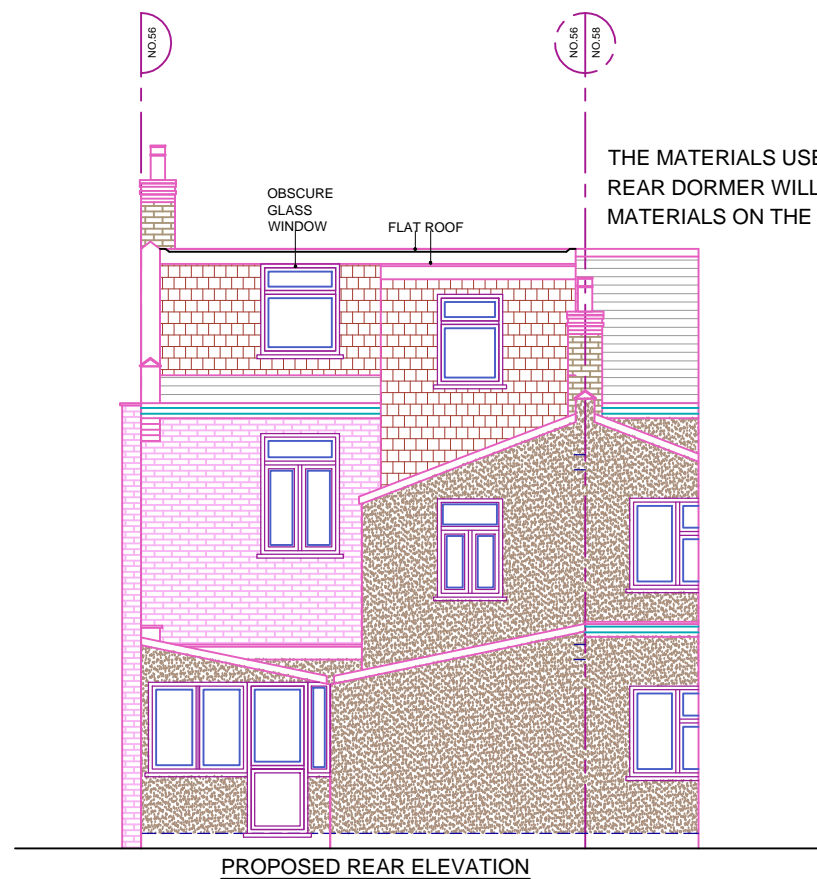 NO.56
NO.56
NO.58
THE MATERIALS USE
REAR DORMER WILL
MATERIALS ON THE
OBSCURE
GLASS
WINDOW
FLAT ROOF
PROPOSED REAR ELEVATION